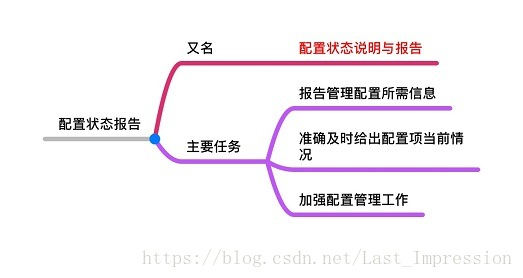 又名
配置状态说明与报告
配置状态报告
报告管理配置所需信息
主要任务
准确及时给出配置项当前情
况
加强配置管理工作
https://blog.csdn.net/Last_Impression